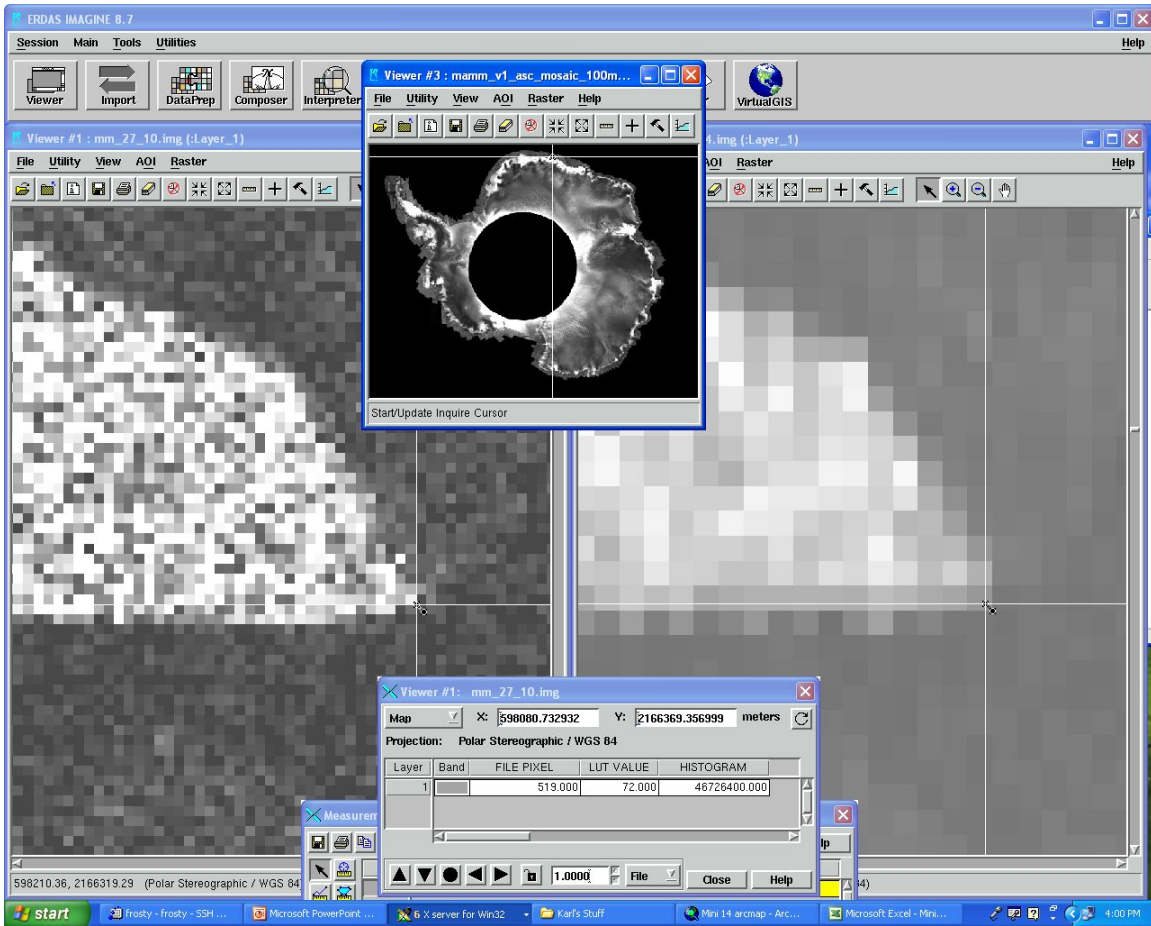 ERDAS IMAGINE 8.7
Session Main Tools Utilities Help
Viewer Import DataPrep Composer Interpreter VirtualGIS
Viewer #3 : mamm_v1_asc_mosaic_100m...
File Utility View AOI Raster Help
Start/Update Inquire Cursor
Viewer #1 : mm_27_10.img (:Layer_1)
File Utility View AOI Raster
4.img (:Layer_1)
AOI Raster Help
Viewer #1: mm_27_10.img
Map X: 598080.732932 Y: 2166369.356999 meters
Projection: Polar Stereographic / WGS 84
Layer Band FILE PIXEL LUT VALUE HISTOGRAM
1 519.000 72.000 46726400.000
1.0000 File Close Help
Measurem
lp
598210.36, 2166319.29 (Polar Stereographic / WGS 84
84)
start frosty - frosty - SSH ... Microsoft PowerPoint ... 6 X server for Win32 Karl's Stuff Mini 14 arcmap - Arc... Microsoft Excel - Mini... 4:00 PM